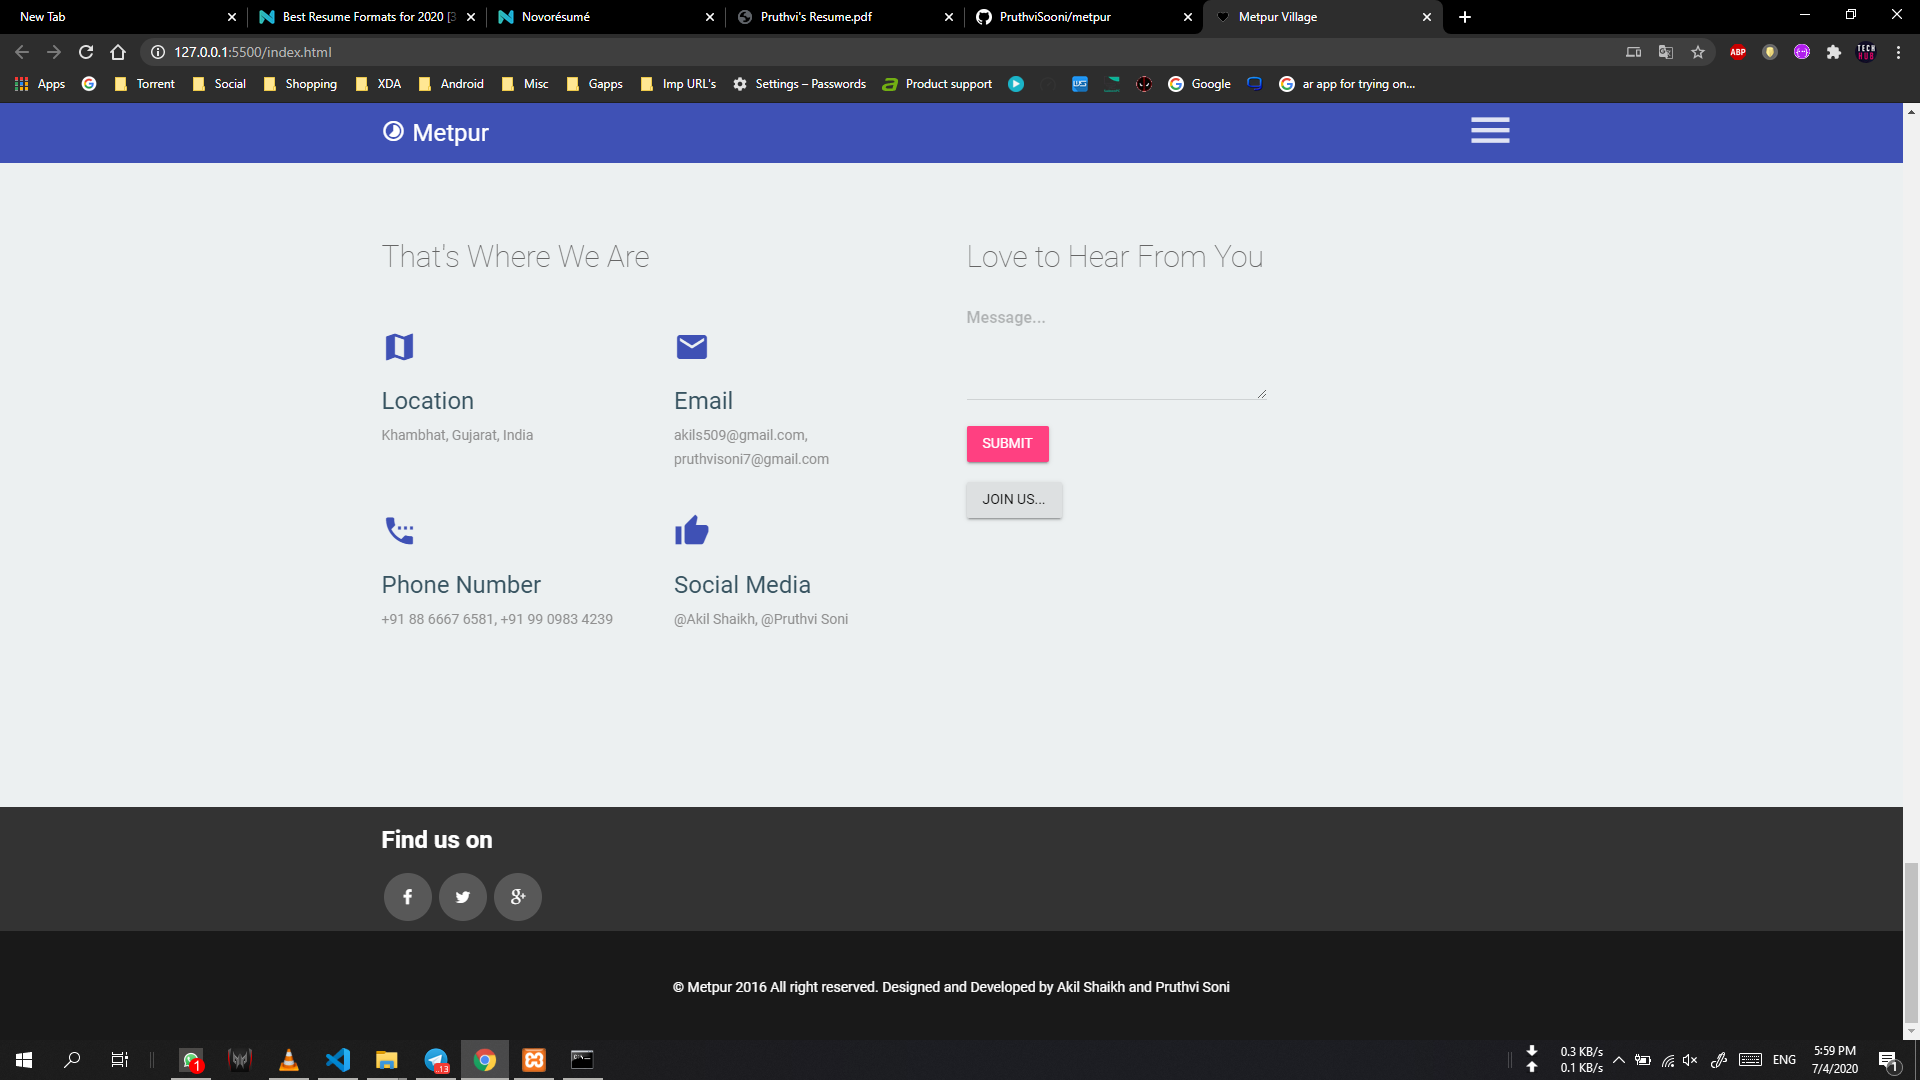 New Tab
Best Resume Formats for 2020 [3
Novorésumé
Pruthvi's Resume.pdf
PruthviSooni/metpur
Metpur Village
127.0.0.1:5500/index.html
ABP
TECH HUB
Apps
Torrent
Social
Shopping
XDA
Android
Misc
Gapps
Imp URL's
Settings – Passwords
Product support
Google
ar app for trying on...
Metpur
That's Where We Are
Love to Hear From You
Message...
Location
Khambhat, Gujarat, India
Email
akils509@gmail.com,
pruthvisoni7@gmail.com
SUBMIT
JOIN US...
Phone Number
+91 88 6667 6581, +91 99 0983 4239
Social Media
@Akil Shaikh, @Pruthvi Soni
Find us on
© Metpur 2016 All right reserved. Designed and Developed by Akil Shaikh and Pruthvi Soni
1
..13
0.3 KB/s
0.1 KB/s
ENG
5:59 PM
7/4/2020
1